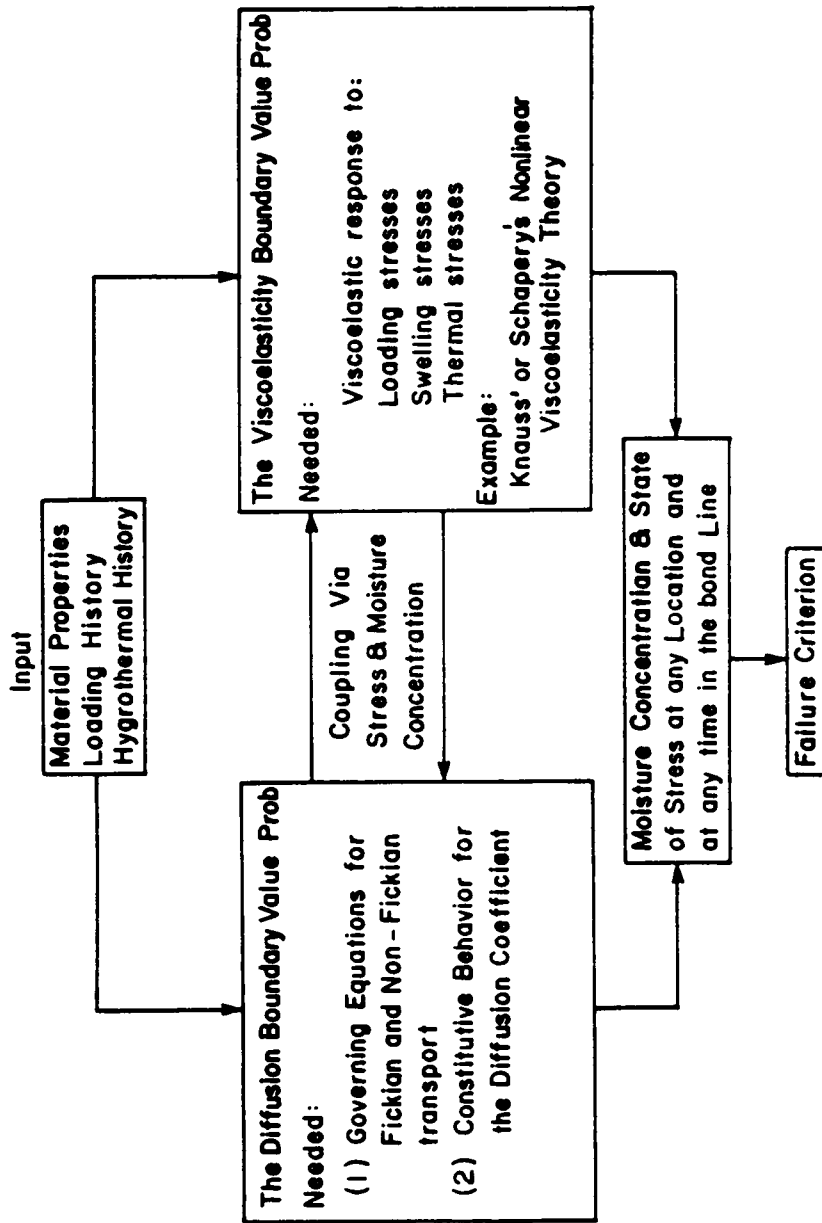 Input
Material Properties
Loading History
Hygrothermal History
The Diffusion Boundary Value Prob
Needed:
(1) Governing Equations for
Fickian and Non-Fickian
transport
(2) Constitutive Behavior for
the Diffusion Coefficient
Coupling Via
Stress & Moisture
Concentration
The Viscoelasticity Boundary Value Prob
Needed:
Viscoelastic response to:
Loading stresses
Swelling stresses
Thermal stresses
Example:
Knauss' or Schapery's Nonlinear
Viscoelasticity Theory
Moisture Concentration & State
of Stress at any Location and
at any time in the bond Line
Failure Criterion